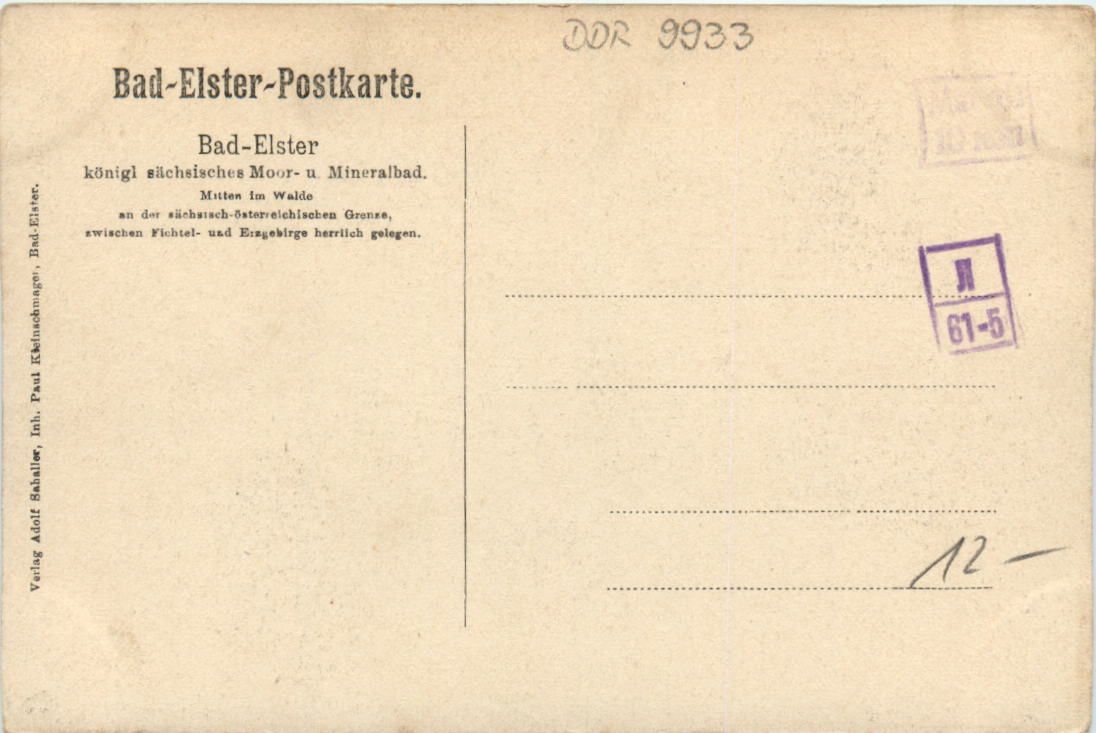 DDR 9933
Bad-Elster-Postkarte.
Bad-Elster
königl sächsisches Moor- u. Mineralbad.
Mitten im Walde
an der sächsisch-österreichischen Grenze,
zwischen Fichtel- und Erzgebirge herrlich gelegen.
Verlag Adolf Sahaller, Inh. Paul Kleinschmager, Bad-Elster.
Л
61-5
12 –